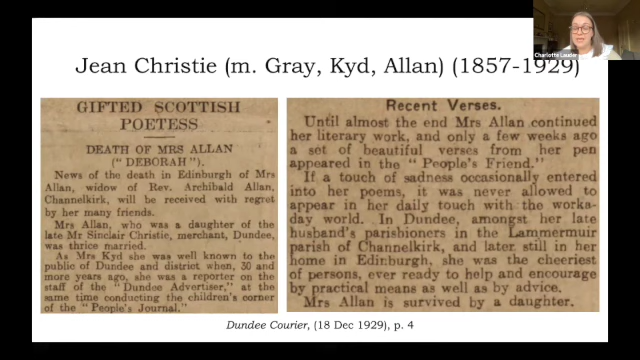 Charlotte Lauder
Jean Christie (m. Gray, Kyd, Allan) (1857-1929)
GIFTED SCOTTISH
POETESS
DEATH OF MRS ALLAN
("DEBORAH").
News of the death in Edinburgh of Mrs
Allan, widow of Rev. Archibald Allan,
Channelkirk, will be received with regret
by her many friends.
Mrs Allan, who was a daughter of the
late Mr Sinclair Christie, merchant, Dundee,
was thrice married.
As Mrs Kyd she was well known to the
public of Dundee and district when, 30 and
more years ago, she was a reporter on the
staff of the "Dundee Advertiser," at the
same time conducting the children's corner
of the "People's Journal."
Recent Verses.
Until almost the end Mrs Allan continued
her literary work, and only a few weeks ago
a set of beautiful verses from her pen
appeared in the "People's Friend."
If a touch of sadness occasionally entered
into her poems, it was never allowed to
appear in her daily touch with the worka-
day world. In Dundee, amongst her late
husband's parishioners in the Lammermuir
parish of Channelkirk, and later still in her
home in Edinburgh, she was the cheeriest
of persons, ever ready to help and encourage
by practical means as well as by advice.
Mrs Allan is survived by a daughter.
Dundee Courier, (18 Dec 1929), p. 4